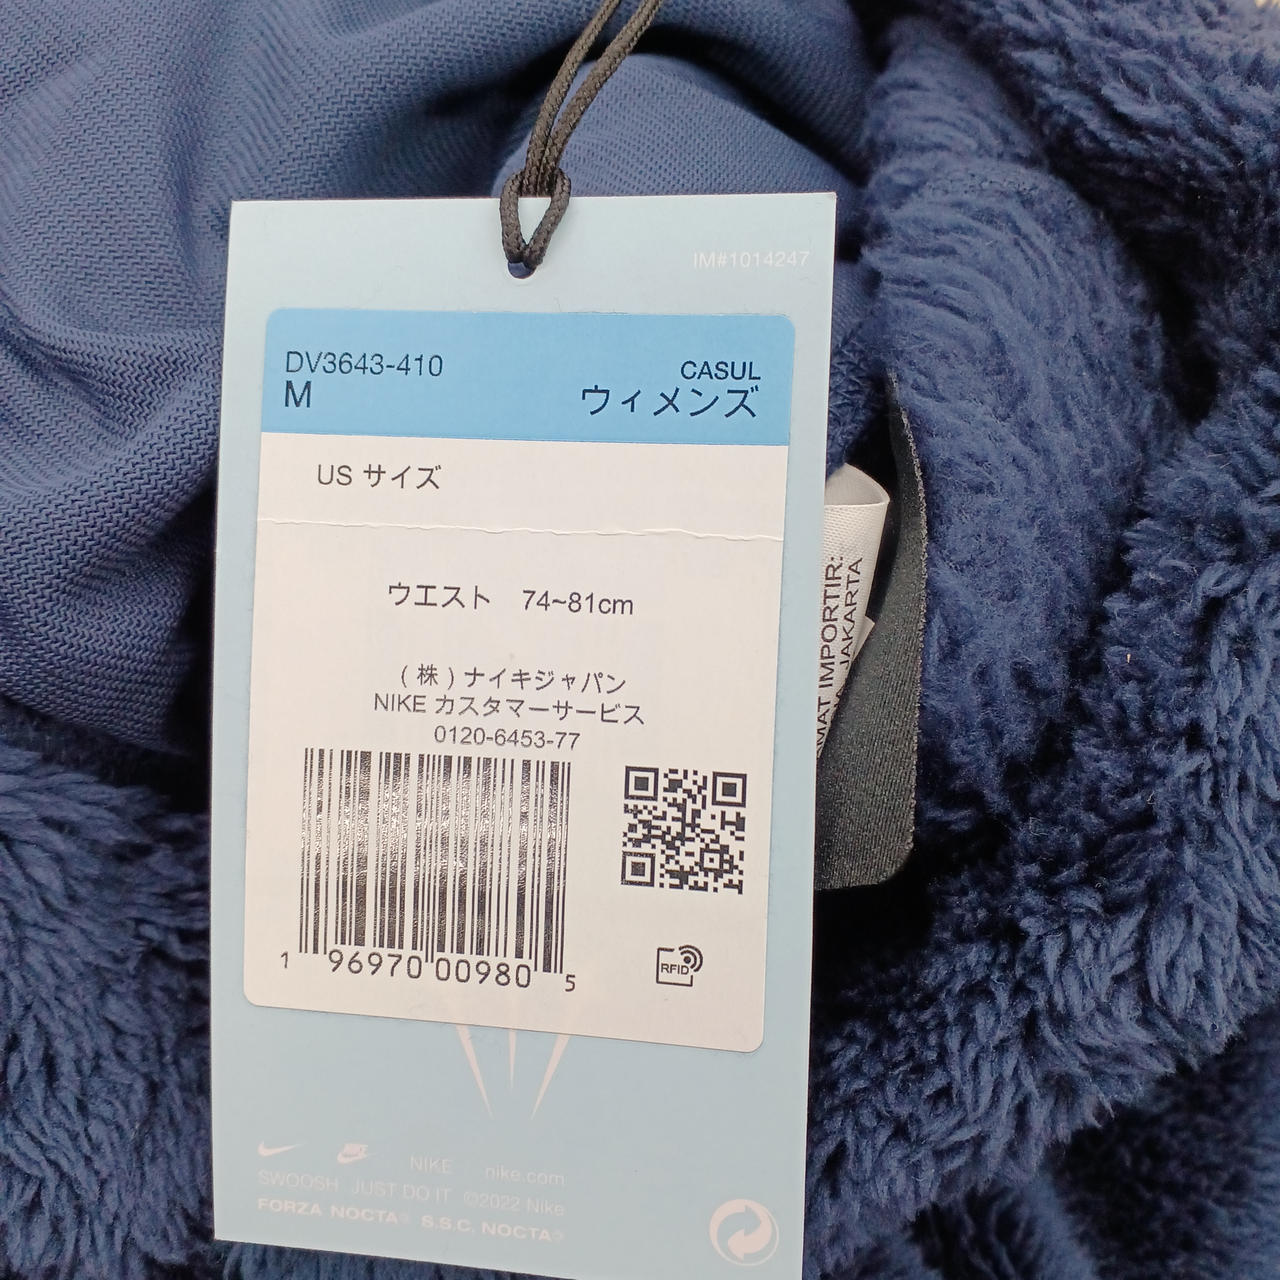 IM#1014247
DV3643-410
M
CASUL
ウィメンズ
US サイズ
ウエスト 74~81cm
(株)ナイキジャパン
NIKE カスタマーサービス
0120-6453-77
1 96970 00980 5
RFID
NIKE nike.com
SWOOSH JUST DO IT ©2022 Nike
FORZA NOCTA® S.S.C. NOCTA®
IMPORTIR:
JAKARTA